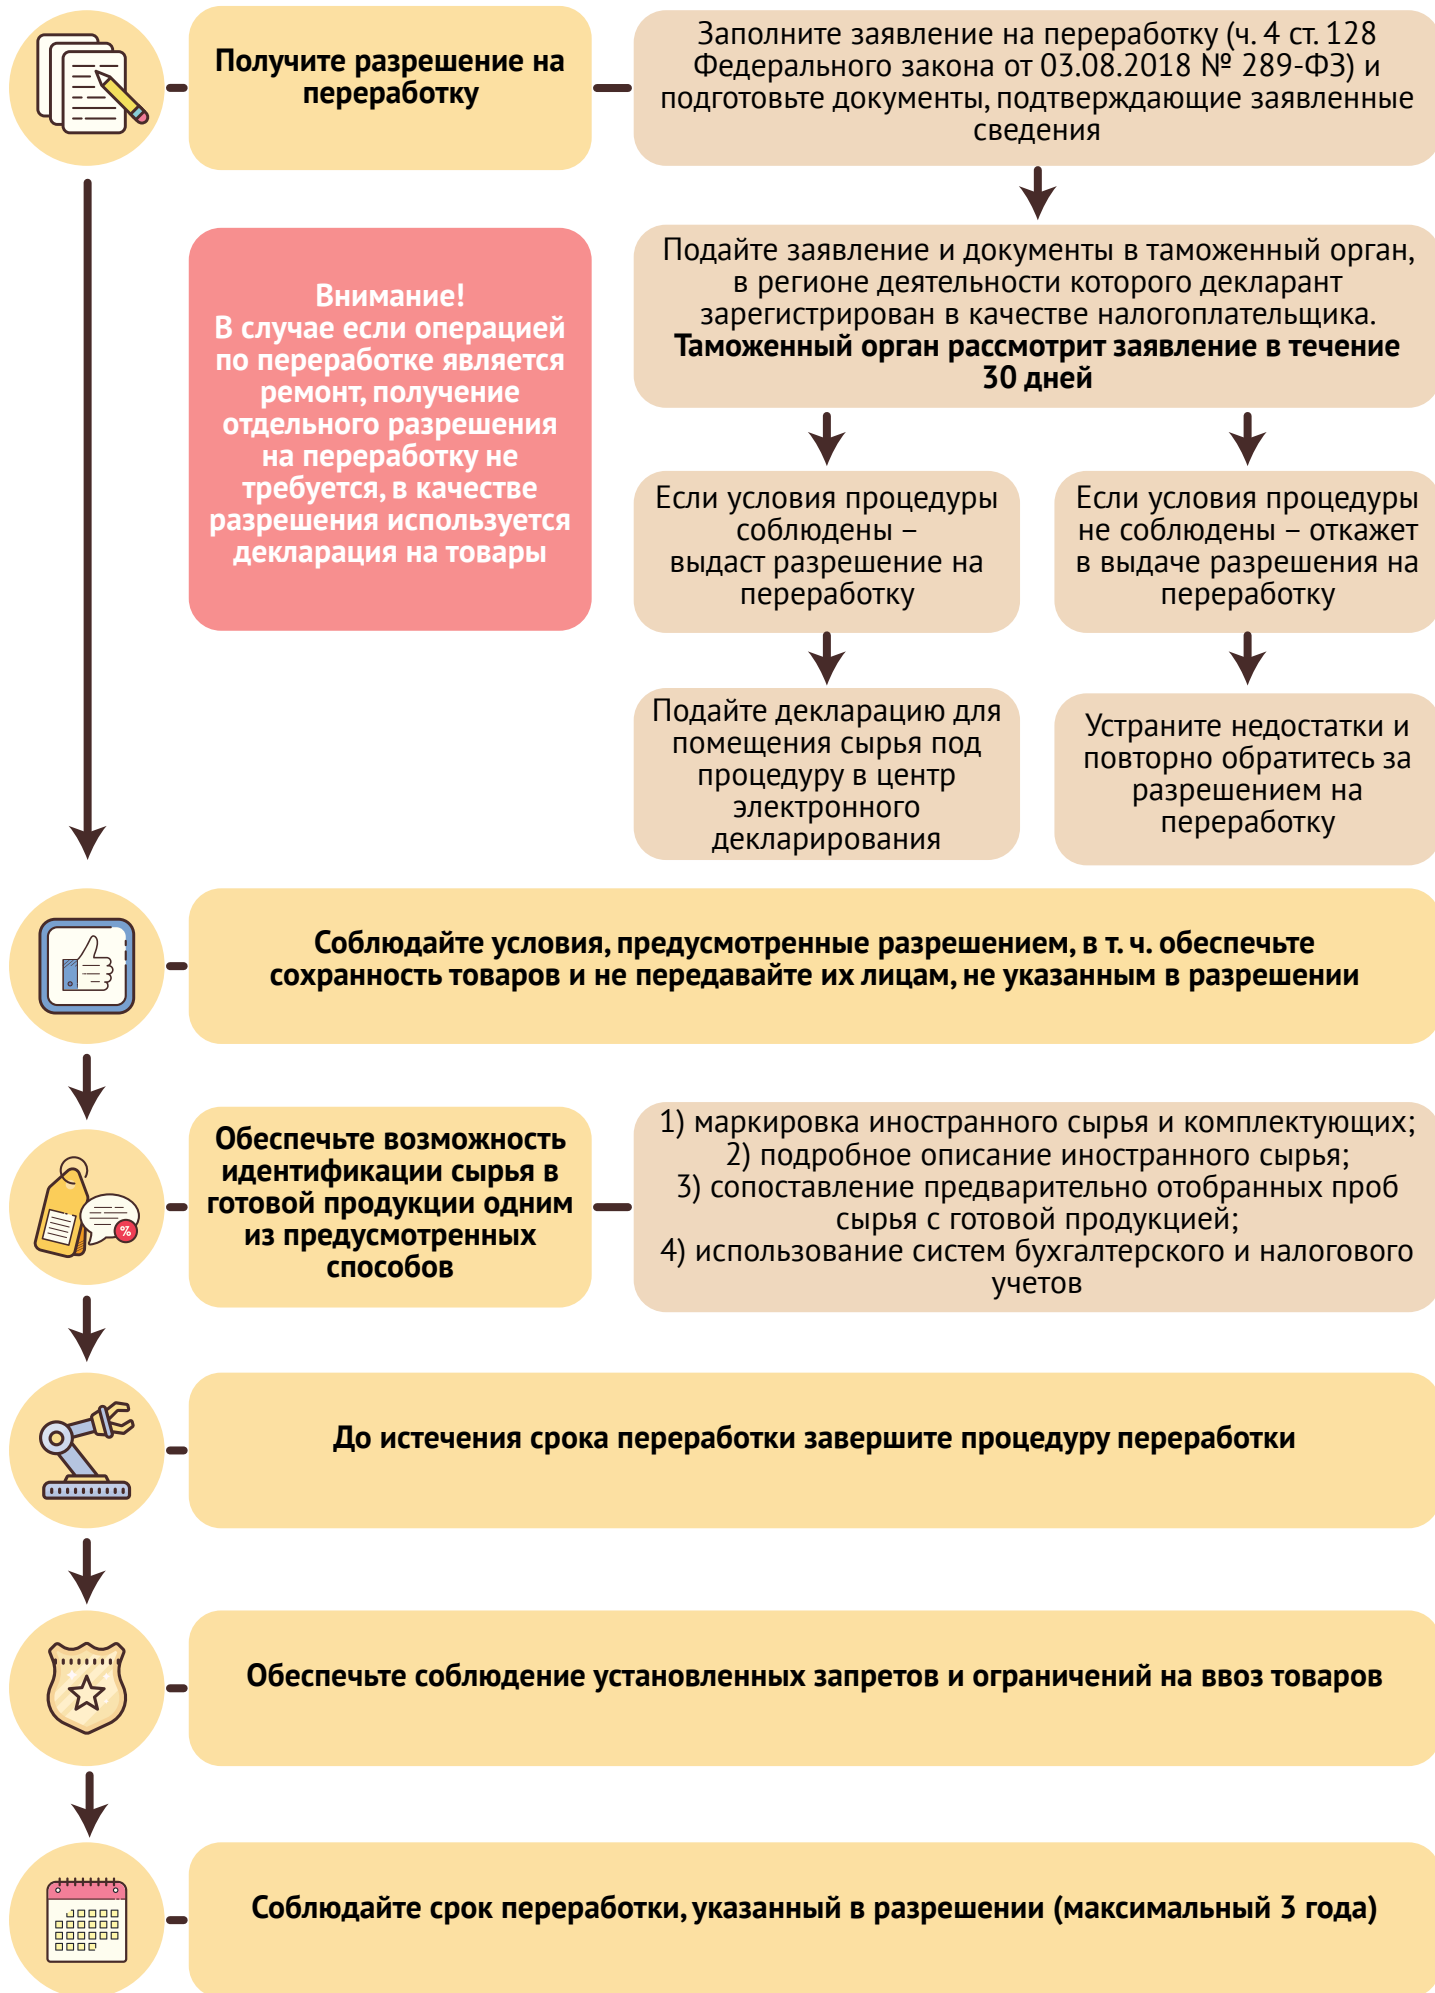 Получите разрешение на
переработку
Заполните заявление на переработку (ч. 4 ст. 128
Федерального закона от 03.08.2018 № 289-ФЗ) и
подготовьте документы, подтверждающие заявленные
сведения
Внимание!
В случае если операцией
по переработке является
ремонт, получение
отдельного разрешения
на переработку не
требуется, в качестве
разрешения используется
декларация на товары
Подайте заявление и документы в таможенный орган,
в регионе деятельности которого декларант
зарегистрирован в качестве налогоплательщика.
Таможенный орган рассмотрит заявление в течение
30 дней
Если условия процедуры
соблюдены –
выдаст разрешение на
переработку
Если условия процедуры
не соблюдены – откажет
в выдаче разрешения на
переработку
Подайте декларацию для
помещения сырья под
процедуру в центр
электронного
декларирования
Устраните недостатки и
повторно обратитесь за
разрешением на
переработку
Соблюдайте условия, предусмотренные разрешением, в т. ч. обеспечьте
сохранность товаров и не передавайте их лицам, не указанным в разрешении
Обеспечьте возможность
идентификации сырья в
готовой продукции одним
из предусмотренных
способов
1) маркировка иностранного сырья и комплектующих;
2) подробное описание иностранного сырья;
3) сопоставление предварительно отобранных проб
сырья с готовой продукцией;
4) использование систем бухгалтерского и налогового
учетов
%
До истечения срока переработки завершите процедуру переработки
Обеспечьте соблюдение установленных запретов и ограничений на ввоз товаров
Соблюдайте срок переработки, указанный в разрешении (максимальный 3 года)